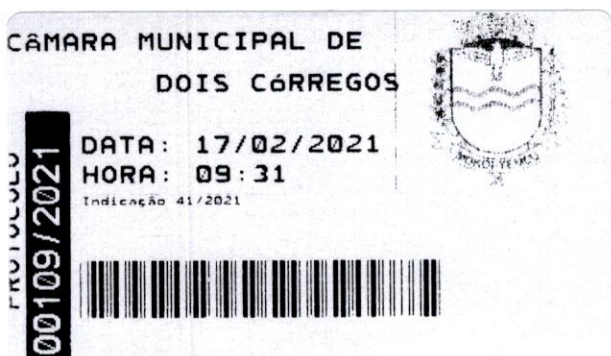 CâMARA MUNICIPAL DE
DOIS CóRREGOS
DATA: 17/02/2021
HORA: 09:31
Indicação 41/2021
PROTOCOLO
00109/2021